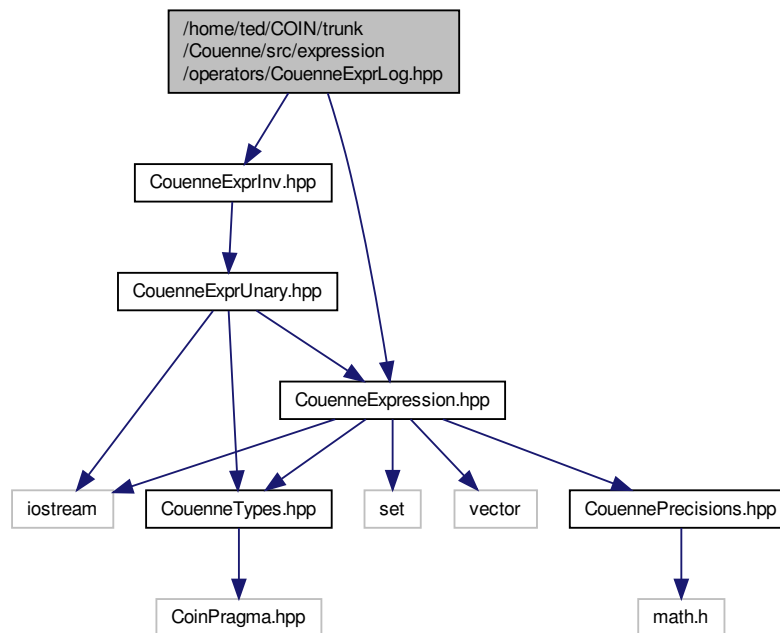 /home/ted/COIN/trunk
/Couenne/src/expression
/operators/CouenneExprLog.hpp
CouenneExprInv.hpp
CouenneExprUnary.hpp
CouenneExpression.hpp
iostream
CouenneTypes.hpp
set
vector
CouennePrecisions.hpp
CoinPragma.hpp
math.h